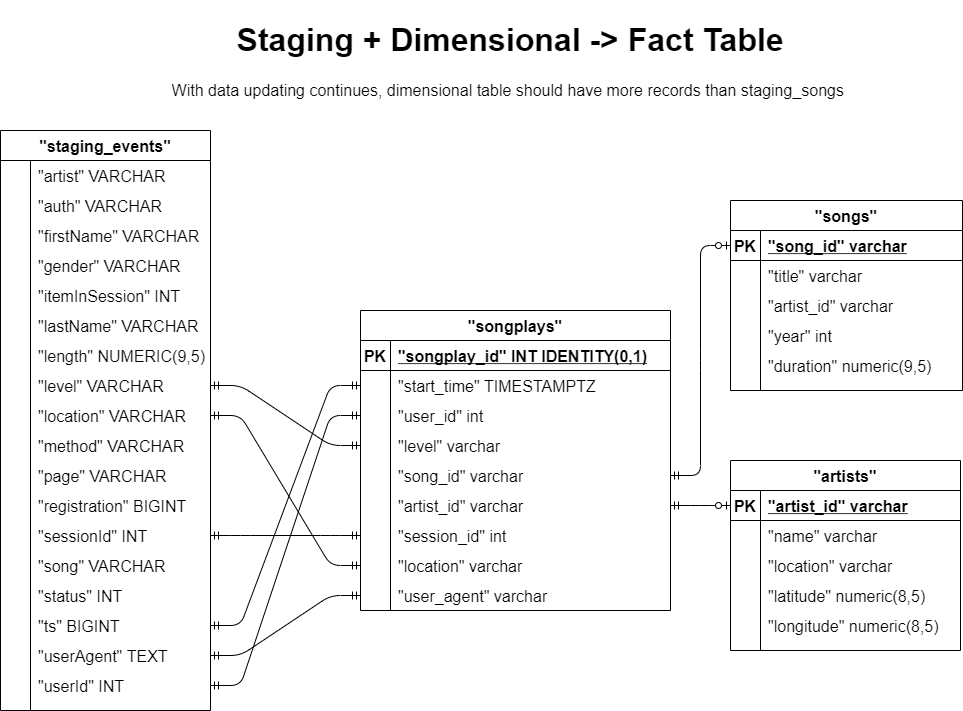 Staging + Dimensional -> Fact Table
With data updating continues, dimensional table should have more records than staging_songs
"staging_events"
"artist" VARCHAR
"auth" VARCHAR
"firstName" VARCHAR
"gender" VARCHAR
"itemInSession" INT
"lastName" VARCHAR
"length" NUMERIC(9,5)
"level" VARCHAR
"location" VARCHAR
"method" VARCHAR
"page" VARCHAR
"registration" BIGINT
"sessionId" INT
"song" VARCHAR
"status" INT
"ts" BIGINT
"userAgent" TEXT
"userId" INT
"songplays"
PK "songplay_id" INT IDENTITY(0,1)
"start_time" TIMESTAMPTZ
"user_id" int
"level" varchar
"song_id" varchar
"artist_id" varchar
"session_id" int
"location" varchar
"user_agent" varchar
"songs"
PK "song_id" varchar
"title" varchar
"artist_id" varchar
"year" int
"duration" numeric(9,5)
"artists"
PK "artist_id" varchar
"name" varchar
"location" varchar
"latitude" numeric(8,5)
"longitude" numeric(8,5)